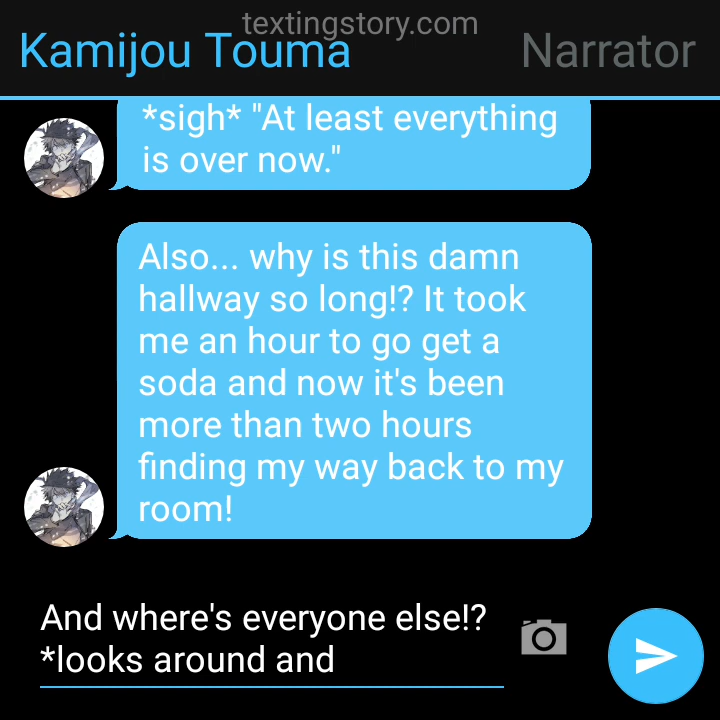 textingstory.com
Kamijou Touma
Narrator
*sigh* "At least everything
is over now."
Also... why is this damn
hallway so long!? It took
me an hour to go get a
soda and now it's been
more than two hours
finding my way back to my
room!
And where's everyone else!?
*looks around and